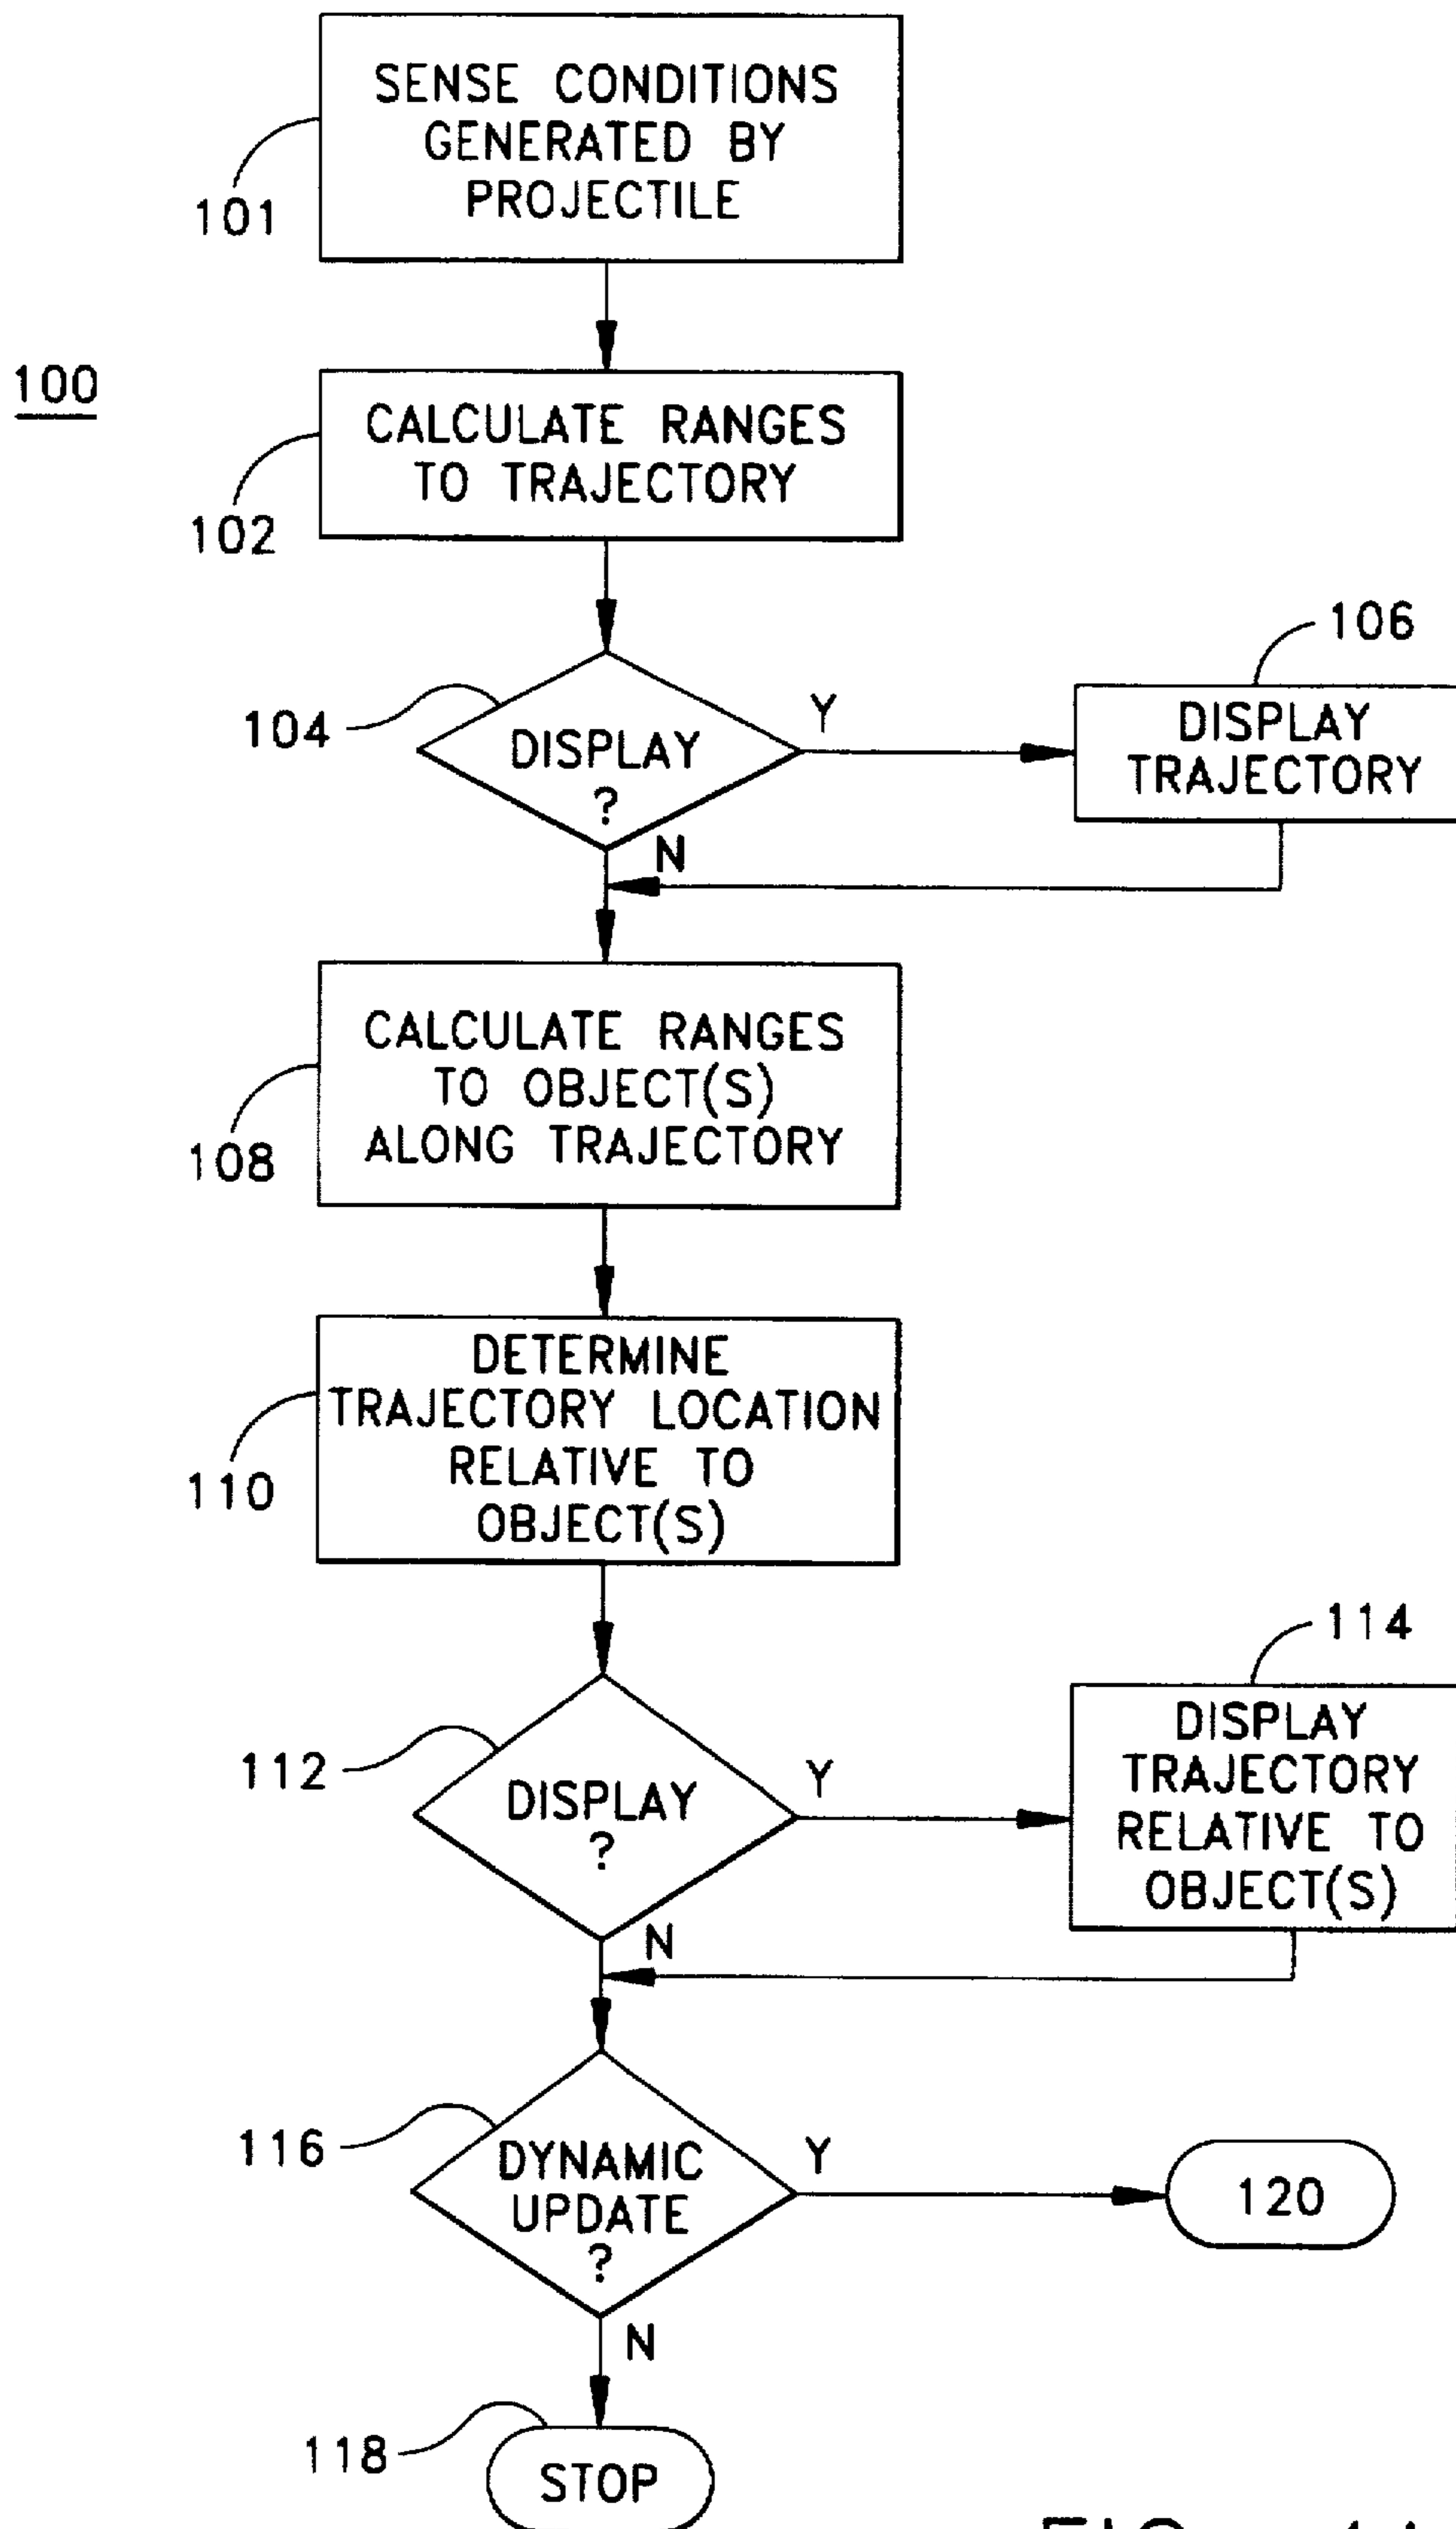 SENSE CONDITIONS
GENERATED BY
PROJECTILE
101
100
CALCULATE RANGES
TO TRAJECTORY
102
106
104
DISPLAY
?
Y
N
DISPLAY
TRAJECTORY
CALCULATE RANGES
TO OBJECT(S)
ALONG TRAJECTORY
108
DETERMINE
TRAJECTORY LOCATION
RELATIVE TO
OBJECT(S)
110
114
112
DISPLAY
?
Y
N
DISPLAY
TRAJECTORY
RELATIVE TO
OBJECT(S)
116
DYNAMIC
UPDATE
?
Y
120
N
118
STOP